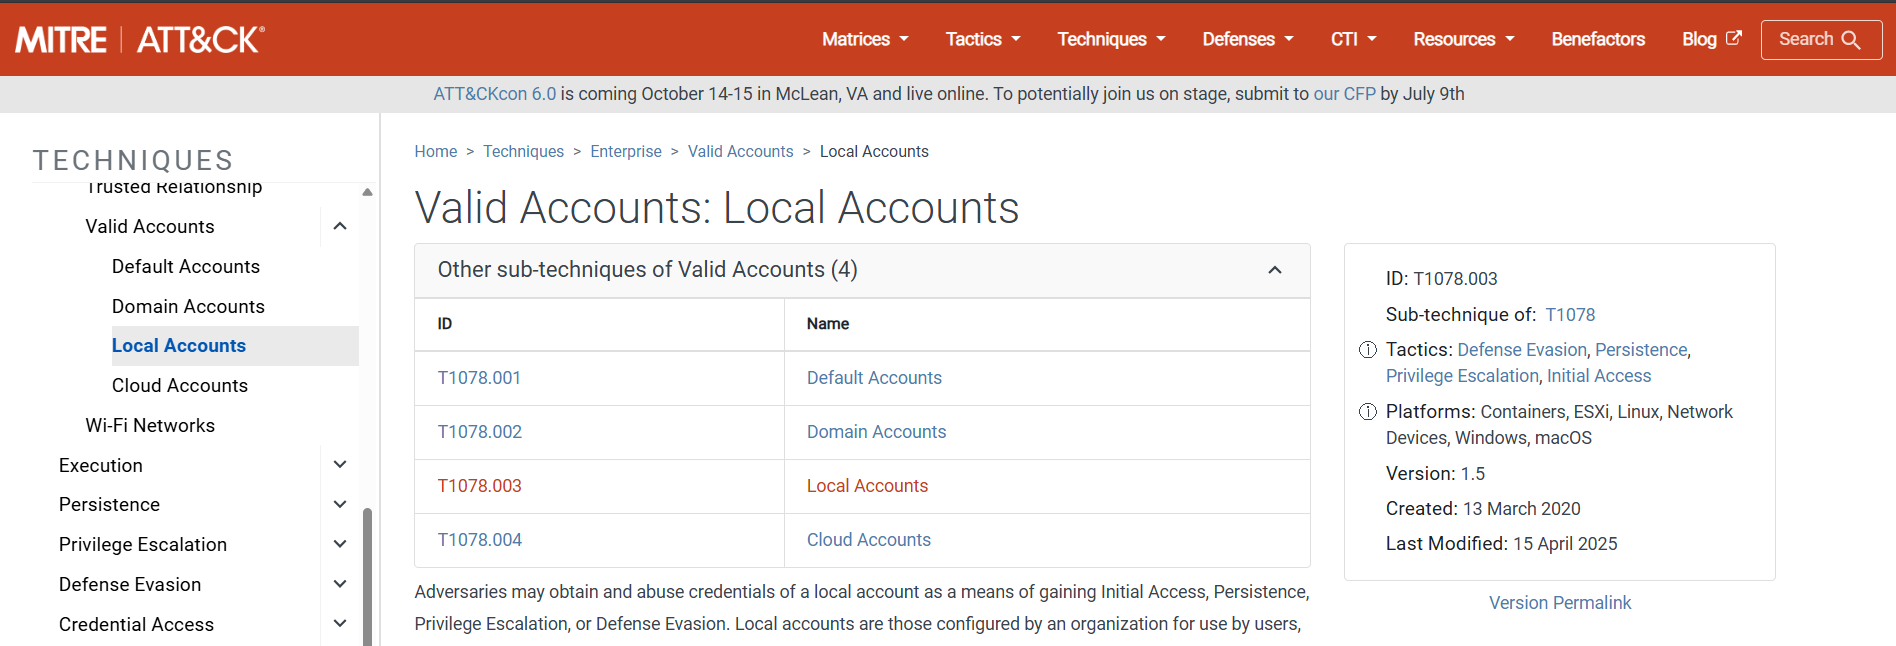 MITRE | ATT&CK®
Matrices
Tactics
Techniques
Defenses
CTI
Resources
Benefactors
Blog
Search
ATT&CKcon 6.0 is coming October 14-15 in McLean, VA and live online. To potentially join us on stage, submit to our CFP by July 9th
TECHNIQUES
Trusted Relationship
Valid Accounts
Default Accounts
Domain Accounts
Local Accounts
Cloud Accounts
Wi-Fi Networks
Execution
Persistence
Privilege Escalation
Defense Evasion
Credential Access
Home > Techniques > Enterprise > Valid Accounts > Local Accounts
Valid Accounts: Local Accounts
Other sub-techniques of Valid Accounts (4)
ID Name
T1078.001 Default Accounts
T1078.002 Domain Accounts
T1078.003 Local Accounts
T1078.004 Cloud Accounts
Adversaries may obtain and abuse credentials of a local account as a means of gaining Initial Access, Persistence,
Privilege Escalation, or Defense Evasion. Local accounts are those configured by an organization for use by users,
ID: T1078.003
Sub-technique of: T1078
Tactics: Defense Evasion, Persistence,
Privilege Escalation, Initial Access
Platforms: Containers, ESXi, Linux, Network
Devices, Windows, macOS
Version: 1.5
Created: 13 March 2020
Last Modified: 15 April 2025
Version Permalink